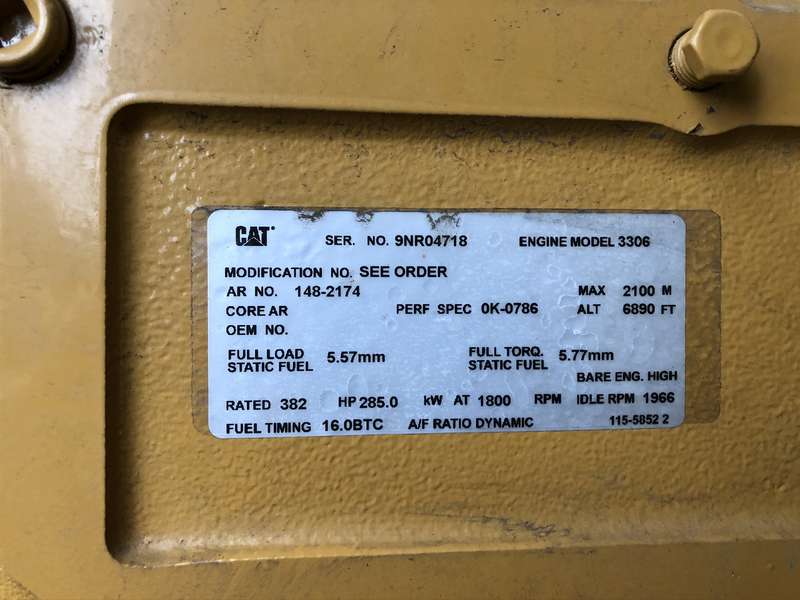 CAT® SER. NO. 9NR04718 ENGINE MODEL 3306
MODIFICATION NO. SEE ORDER
AR NO. 148-2174 MAX 2100 M
CORE AR PERF SPEC 0K-0786 ALT 6890 FT
OEM NO.
FULL LOAD STATIC FUEL 5.57mm FULL TORQ. STATIC FUEL 5.77mm
BARE ENG. HIGH
RATED 382 HP 285.0 kW AT 1800 RPM IDLE RPM 1966
FUEL TIMING 16.0BTC A/F RATIO DYNAMIC 115-5852 2